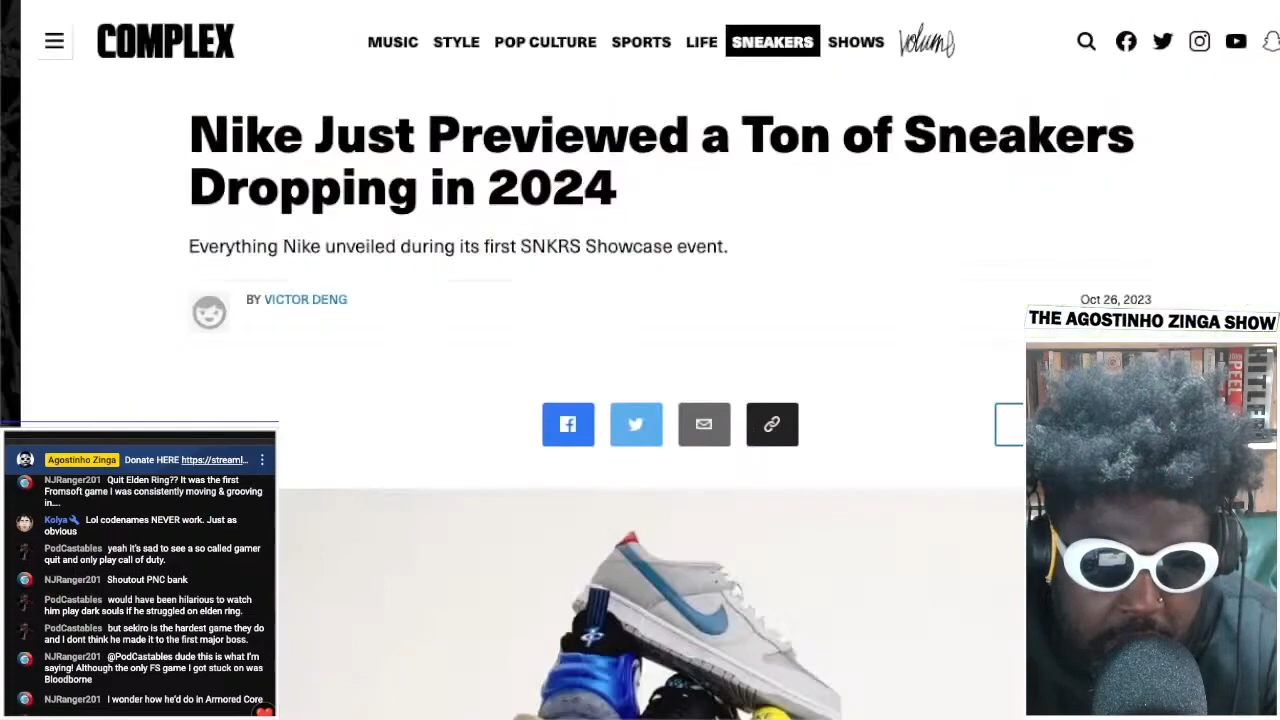 COMPLEX
MUSIC STYLE POP CULTURE SPORTS LIFE SNEAKERS SHOWS Volume
Nike Just Previewed a Ton of Sneakers
Dropping in 2024
Everything Nike unveiled during its first SNKRS Showcase event.
BY VICTOR DENG
Oct 26, 2023
THE AGOSTINHO ZINGA SHOW
PEEL
HITLER
Agostinho Zinga Donate HERE https://streaml...
NJRanger201 Quit Elden Ring?? It was the first
Fromsoft game I was consistently moving & grooving
in....
Kolya Lol codenames NEVER work. Just as
obvious
PodCastables yeah it's sad to see a so called gamer
quit and only play call of duty.
NJRanger201 Shoutout PNC bank
PodCastables would have been hilarious to watch
him play dark souls if he struggled on elden ring.
PodCastables but sekiro is the hardest game they do
and I dont think he made it to the first major boss.
NJRanger201 @PodCastables dude this is what I'm
saying! Although the only FS game I got stuck on was
Bloodborne
NJRanger201 I wonder how he'd do in Armored Core